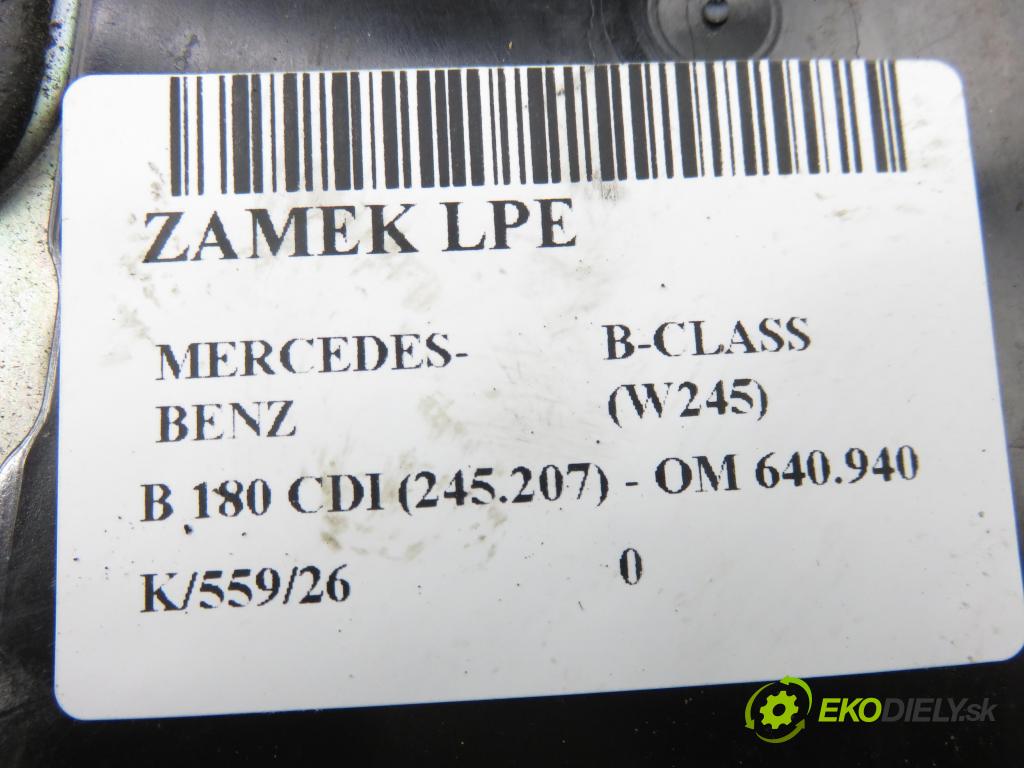 ZAMEK LPE
MERCEDES- B-CLASS
BENZ (W245)
B 180 CDI (245.207) - OM 640.940
K/559/26 0
EKODIELY.sk